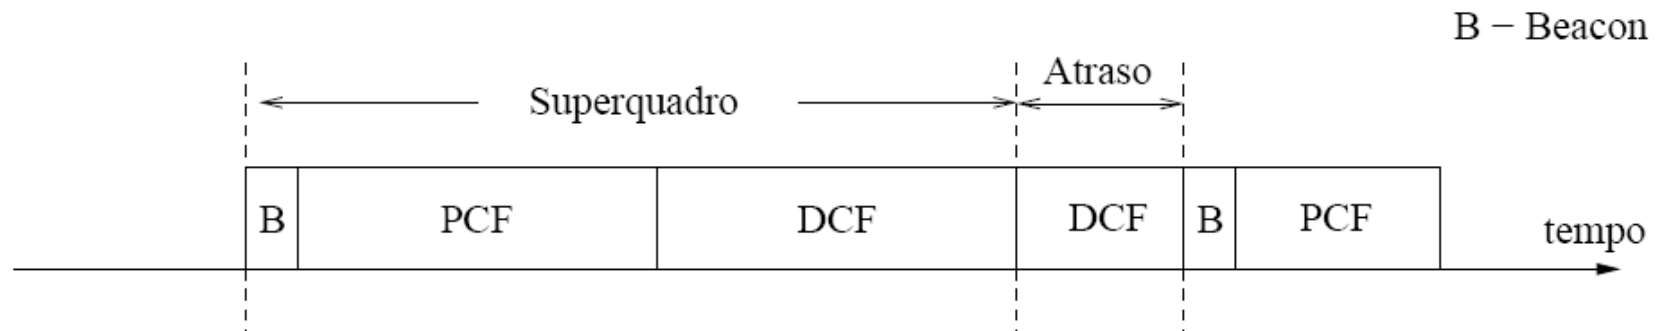 B − Beacon
Atraso
Superquadro
B PCF DCF DCF B PCF
tempo